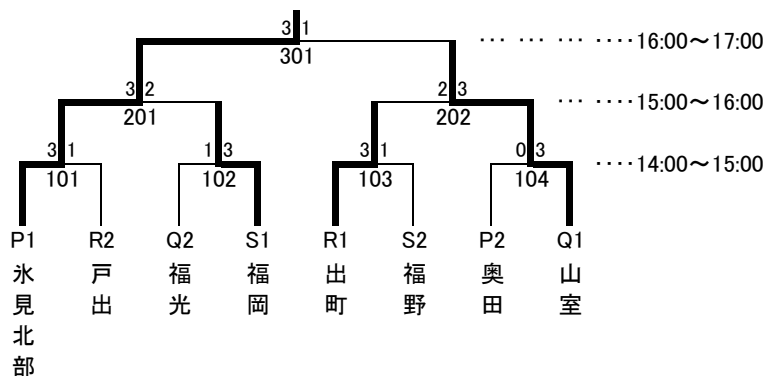 3 1
301
‥‥ ‥‥ ‥‥ ‥‥‥16:00～17:00
3 2
201
2 3
202
‥‥ ‥‥ ‥‥‥15:00～16:00
3 1
101
1 3
102
3 1
103
0 3
104
‥‥‥14:00～15:00
P1 R2 Q2 S1 R1 S2 P2 Q1
氷見北部
戸出
福光
福岡
出町
福野
奥田
山室